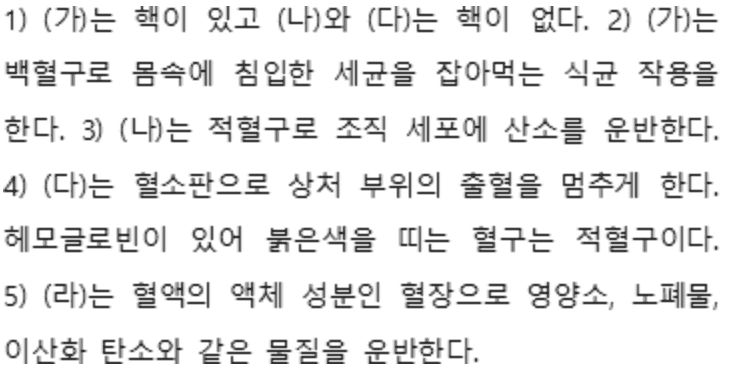 1) (가)는 핵이 있고 (나)와 (다)는 핵이 없다. 2) (가)는
백혈구로 몸속에 침입한 세균을 잡아먹는 식균 작용을
한다. 3) (나)는 적혈구로 조직 세포에 산소를 운반한다.
4) (다)는 혈소판으로 상처 부위의 출혈을 멈추게 한다.
헤모글로빈이 있어 붉은색을 띠는 혈구는 적혈구이다.
5) (라)는 혈액의 액체 성분인 혈장으로 영양소, 노폐물,
이산화 탄소와 같은 물질을 운반한다.